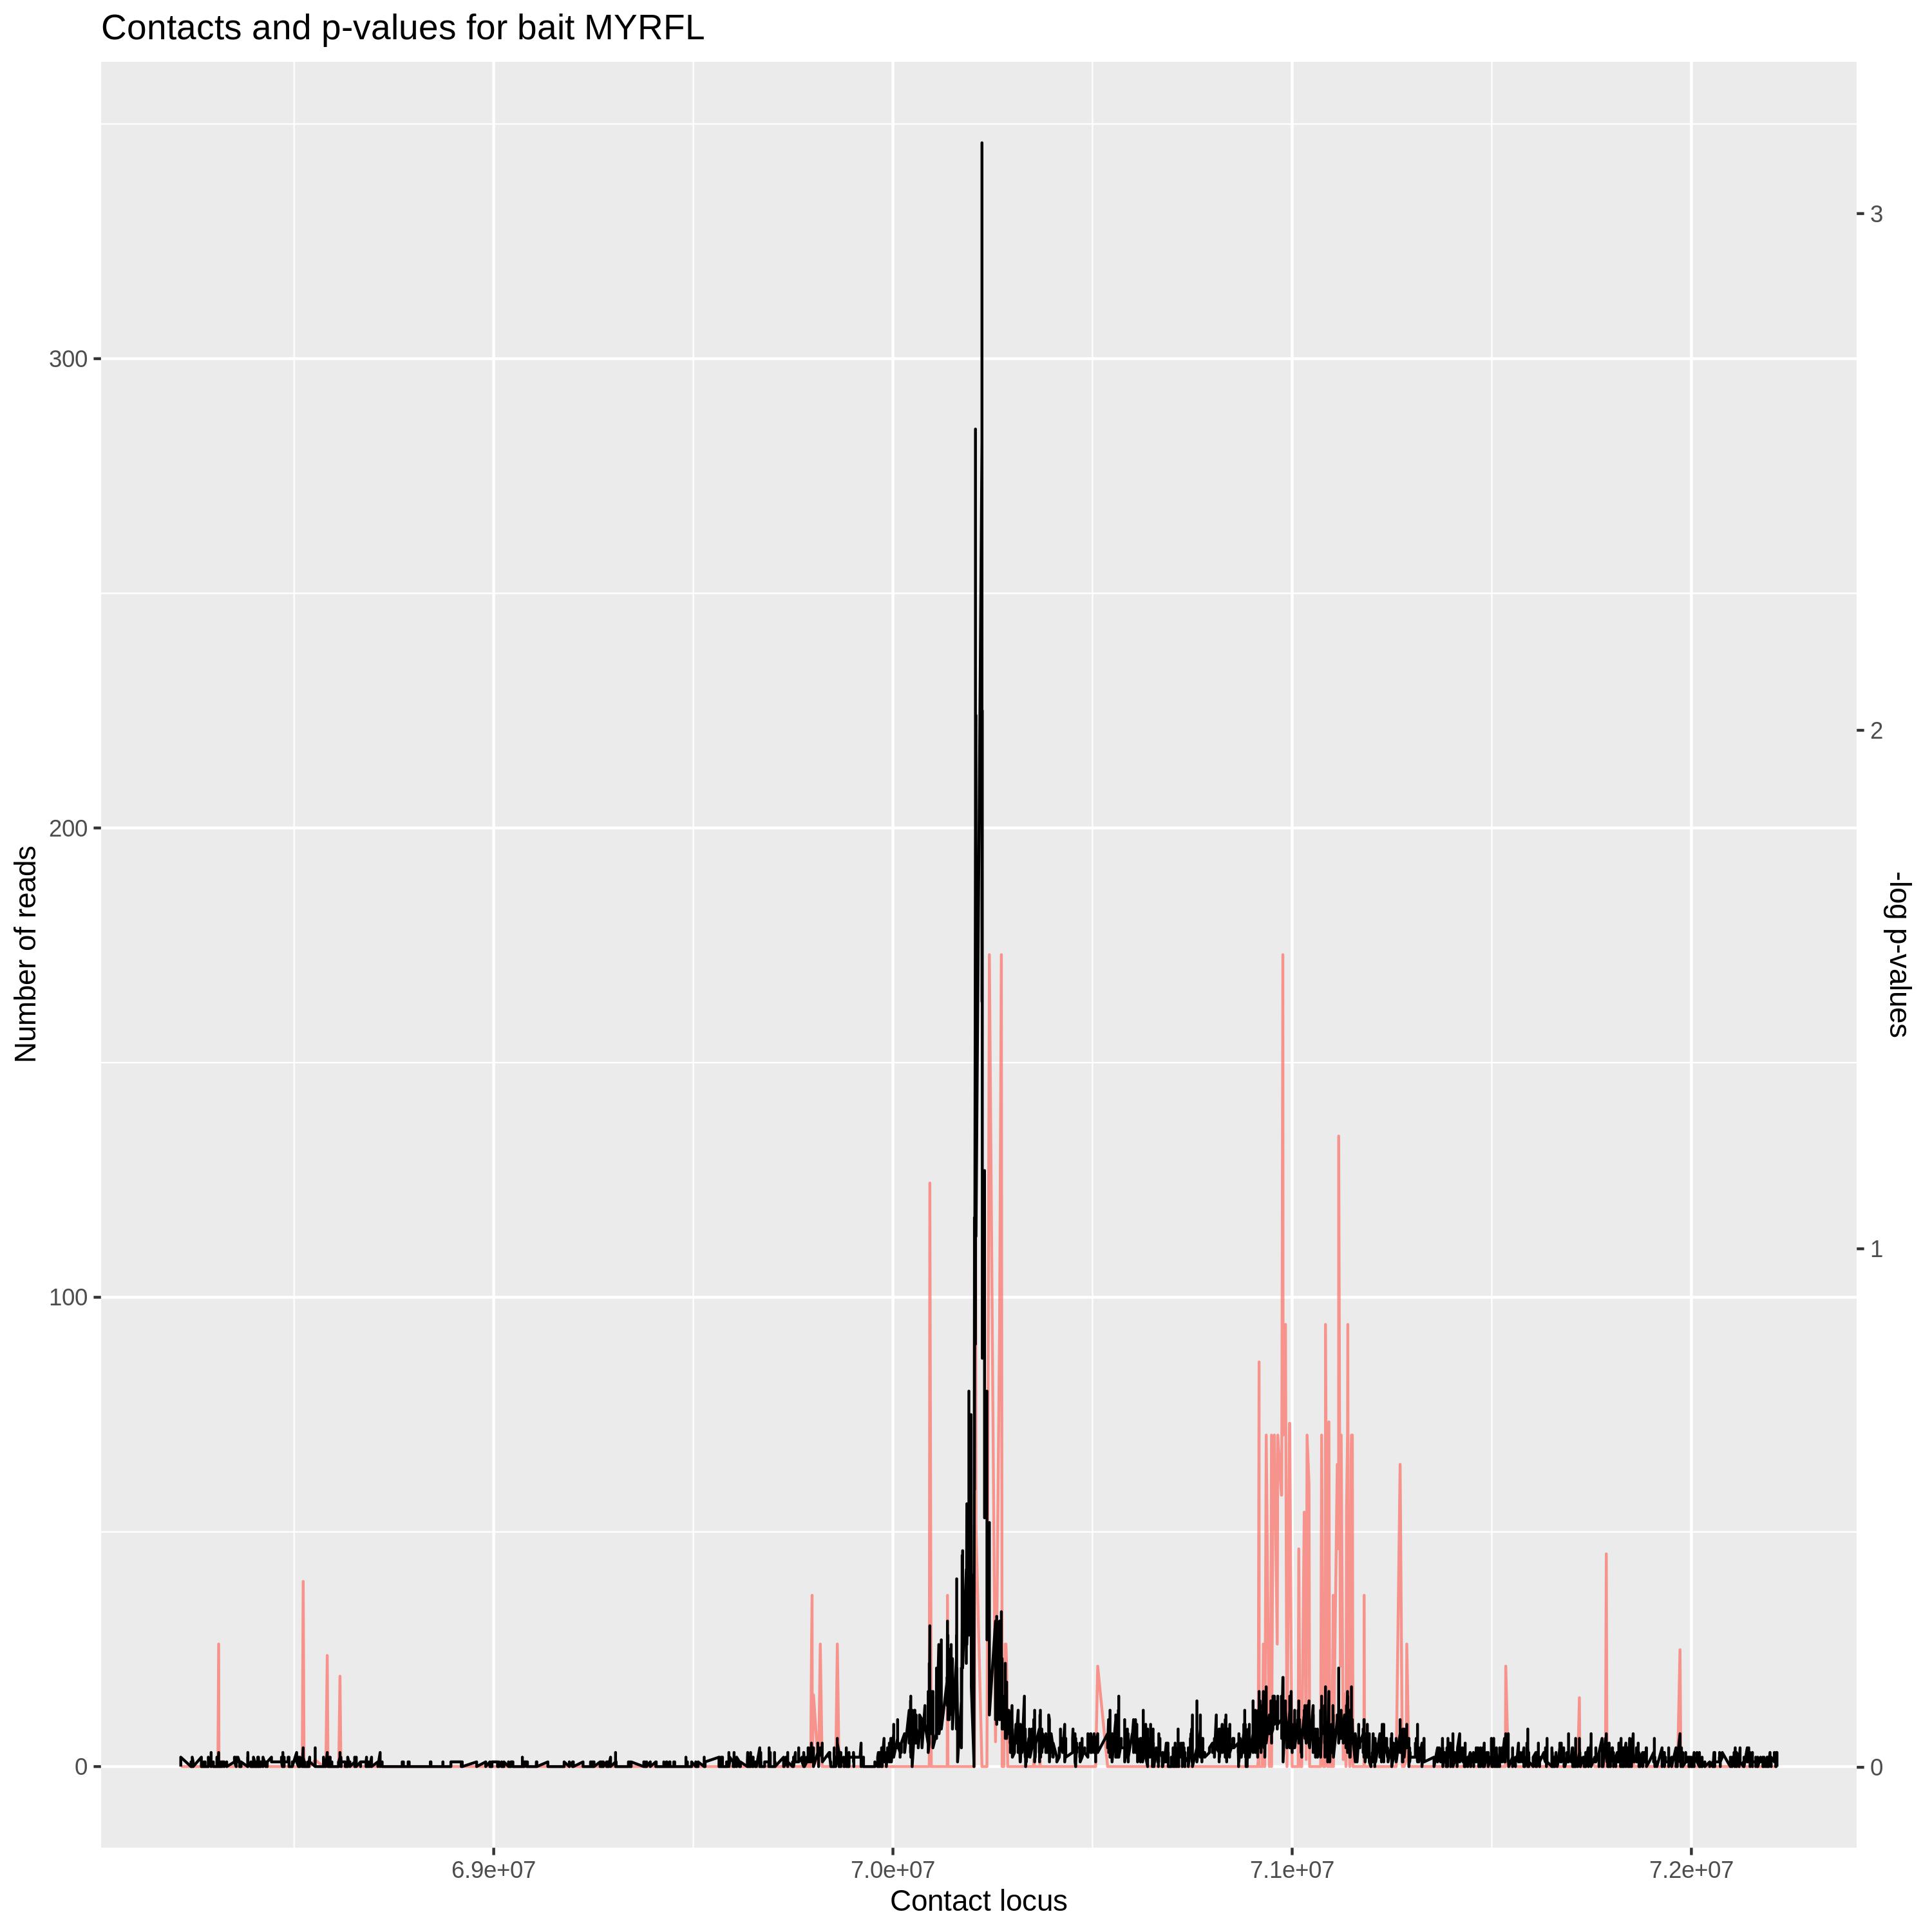 Contacts and p-values for bait MYRFL
Number of reads
300
200
100
0
3
2
1
0
-log p-values
6.9e+07
7.0e+07
7.1e+07
7.2e+07
Contact locus